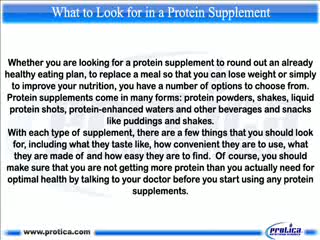 What to Look for in a Protein Supplement
Whether you are looking for a protein supplement to round out an already
healthy eating plan, to replace a meal so that you can lose weight or simply
to improve your nutrition, you have a number of options to choose from.
Protein supplements come in many forms: protein powders, shakes, liquid
protein shots, protein-enhanced waters and other beverages and snacks
like puddings and shakes.
With each type of supplement, there are a few things that you should look
for, including what they taste like, how convenient they are to use, what
they are made of and how easy they are to find. Of course, you should
make sure that you are not getting more protein than you actually need for
optimal health by talking to your doctor before you start using any protein
supplements.
www.protica.com
protica